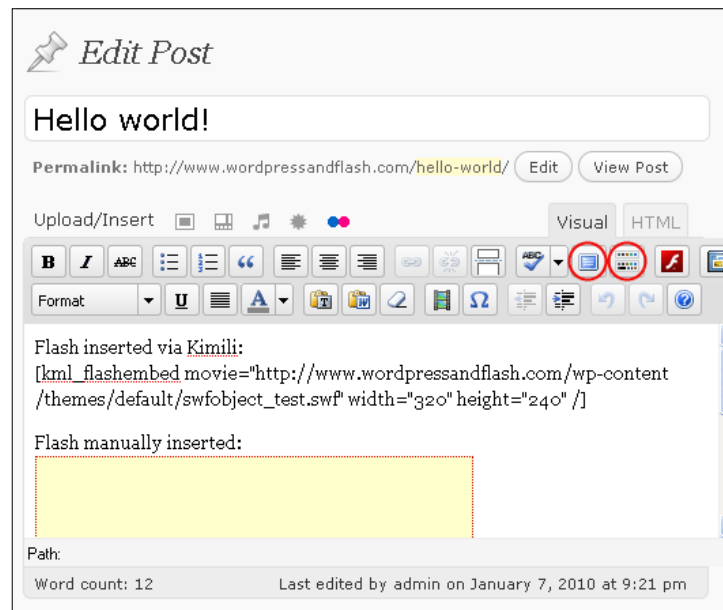 Edit Post
Hello world!
Permalink: http://www.wordpressandflash.com/hello-world/ Edit View Post
Upload/Insert Visual HTML
B I ABC ABC
Format U A
Flash inserted via Kimili:
[kml_flashembed movie="http://www.wordpressandflash.com/wp-content
/themes/default/swfobject_test.swf" width="320" height="240" /]
Flash manually inserted:
Path:
Word count: 12 Last edited by admin on January 7, 2010 at 9:21 pm